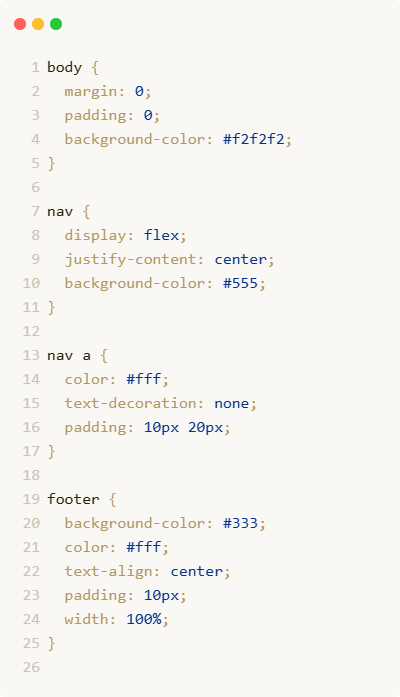 1 body {
2   margin: 0;
3   padding: 0;
4   background-color: #f2f2f2;
5 }
6
7 nav {
8   display: flex;
9   justify-content: center;
10   background-color: #555;
11 }
12
13 nav a {
14   color: #fff;
15   text-decoration: none;
16   padding: 10px 20px;
17 }
18
19 footer {
20   background-color: #333;
21   color: #fff;
22   text-align: center;
23   padding: 10px;
24   width: 100%;
25 }
26